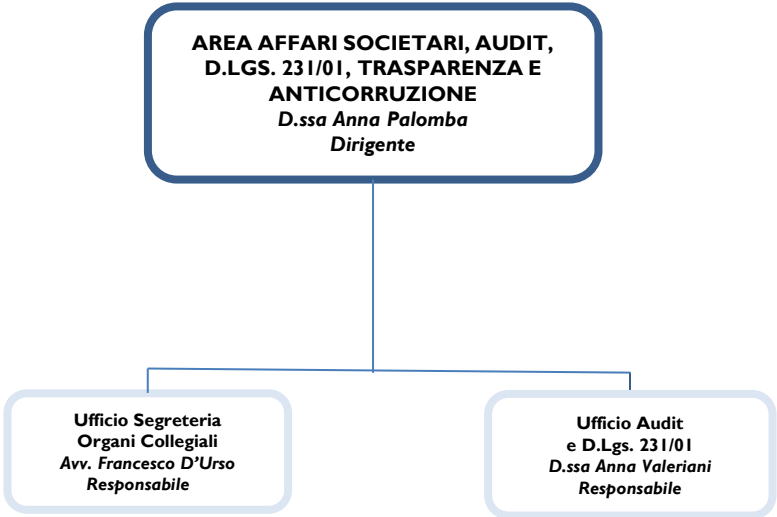 AREA AFFARI SOCIETARI, AUDIT,
D.LGS. 231/01, TRASPARENZA E
ANTICORRUZIONE
D.ssa Anna Palomba
Dirigente
Ufficio Segreteria
Organi Collegiali
Avv. Francesco D'Urso
Responsabile
Ufficio Audit
e D.Lgs. 231/01
D.ssa Anna Valeriani
Responsabile